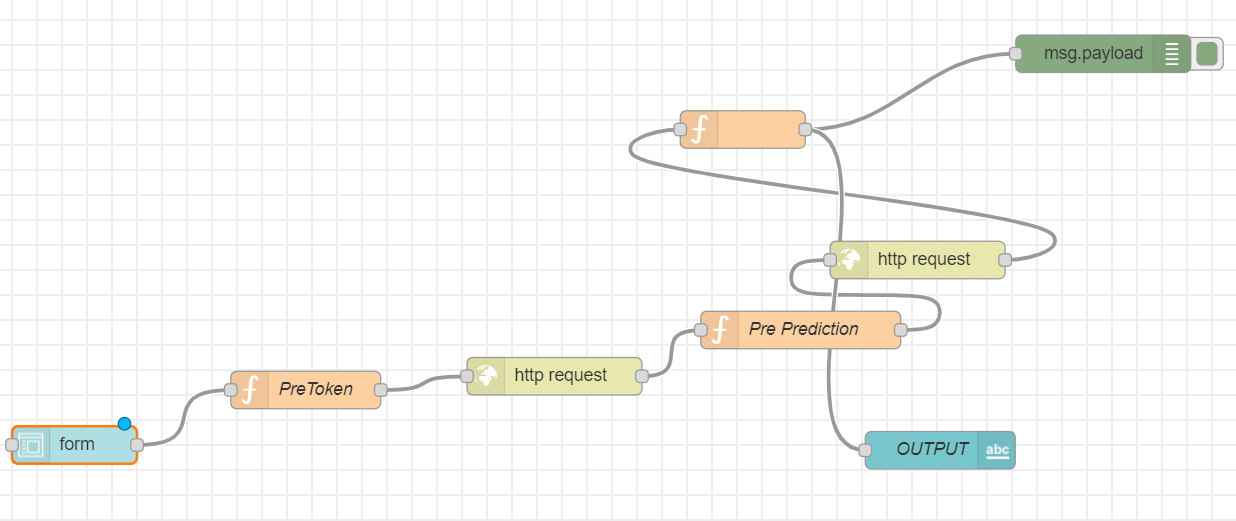 msg.payload
http request
Pre Prediction
http request
PreToken
form
OUTPUT
abc